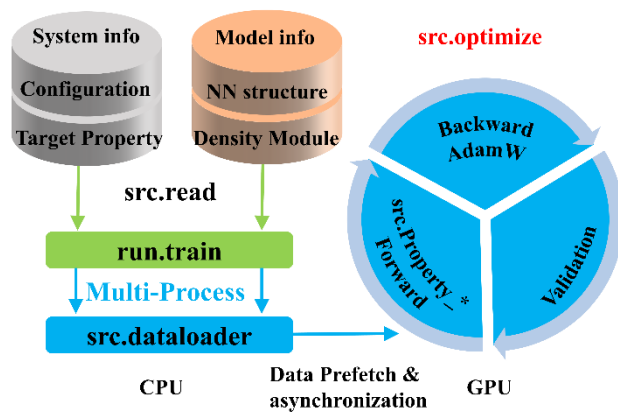 System info
Configuration
Target Property
Model info
NN structure
Density Module
src.optimize
src.read
run.train
Multi-Process
src.dataloader
Backward
AdamW
src.Property_*
Forward
Validation
CPU
Data Prefetch &
asynchronization
GPU